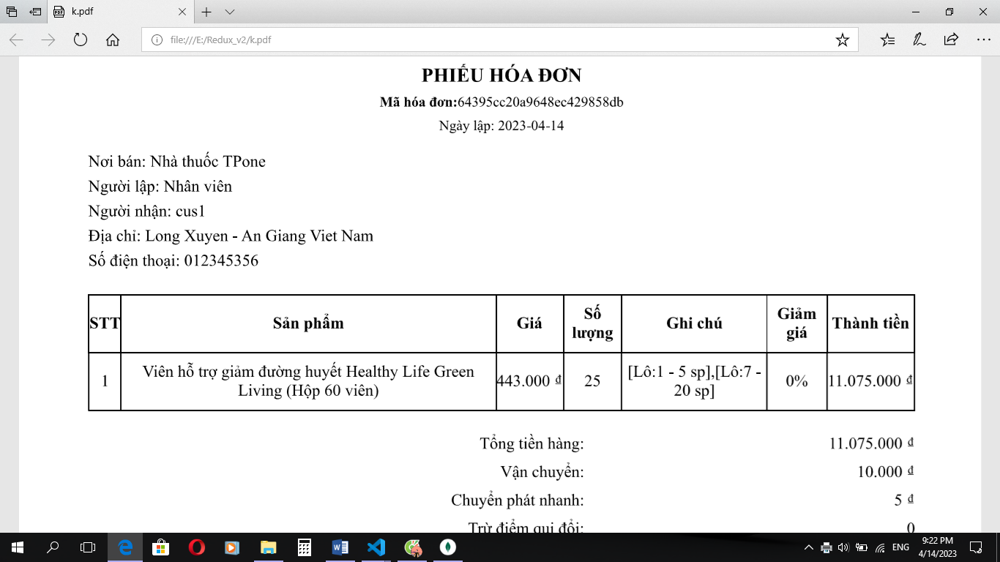 k.pdf
file:///E:/Redux_v2/k.pdf
PHIẾU HÓA ĐƠN
Mã hóa đơn:64395cc20a9648ec429858db
Ngày lập: 2023-04-14
Nơi bán: Nhà thuốc TPone
Người lập: Nhân viên
Người nhận: cus1
Địa chỉ: Long Xuyen - An Giang Viet Nam
Số điện thoại: 012345356
STT Sản phẩm Giá Số lượng Ghi chú Giảm giá Thành tiền
1 Viên hỗ trợ giảm đường huyết Healthy Life Green Living (Hộp 60 viên) 443.000 ₫ 25 [Lô:1 - 5 sp],[Lô:7 - 20 sp] 0% 11.075.000 ₫
Tổng tiền hàng: 11.075.000 ₫
Vận chuyển: 10.000 ₫
Chuyển phát nhanh: 5 ₫
Trừ điểm qui đổi: 0
ENG
9:22 PM
4/14/2023